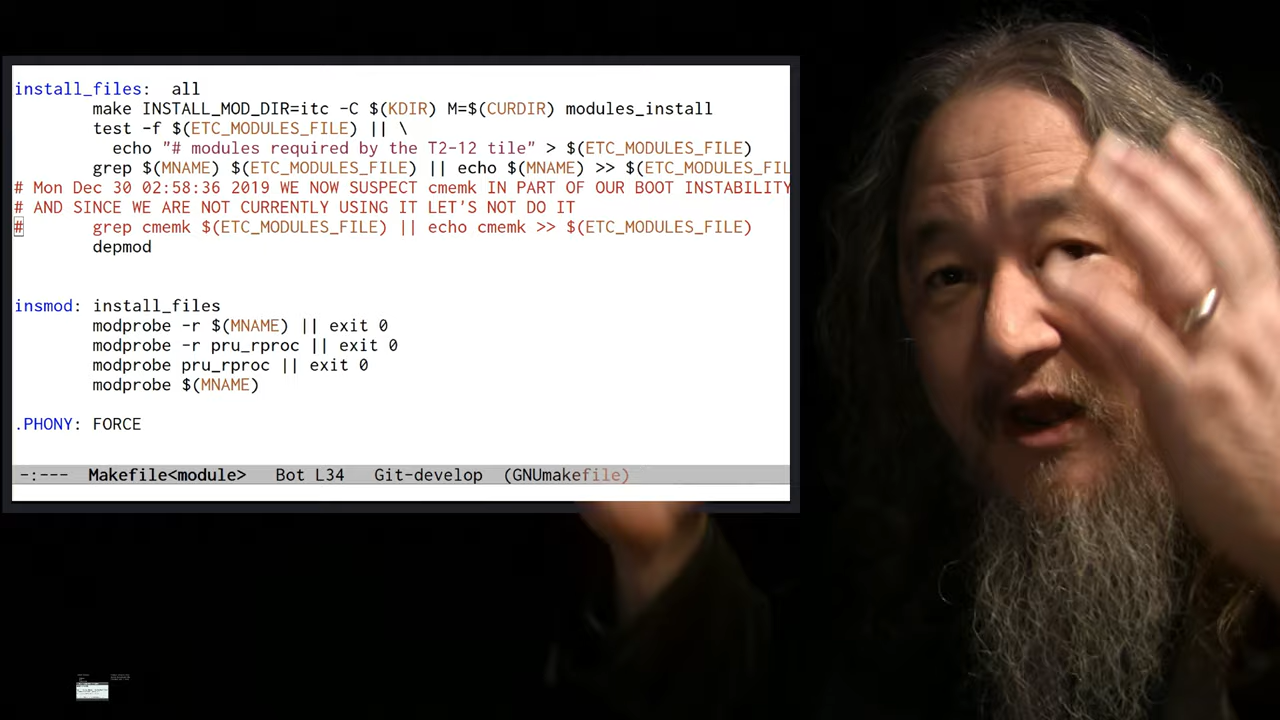 install_files:  all
make INSTALL_MOD_DIR=itc -C $(KDIR) M=$(CURDIR) modules_install
test -f $(ETC_MODULES_FILE) || \
echo "# modules required by the T2-12 tile" > $(ETC_MODULES_FILE)
grep $(MNAME) $(ETC_MODULES_FILE) || echo $(MNAME) >> $(ETC_MODULES_FIL
# Mon Dec 30 02:58:36 2019 WE NOW SUSPECT cmemk IN PART OF OUR BOOT INSTABILITY
# AND SINCE WE ARE NOT CURRENTLY USING IT LET'S NOT DO IT
#       grep cmemk $(ETC_MODULES_FILE) || echo cmemk >> $(ETC_MODULES_FILE)
depmod
insmod: install_files
modprobe -r $(MNAME) || exit 0
modprobe -r pru_rproc || exit 0
modprobe pru_rproc || exit 0
modprobe $(MNAME)
.PHONY: FORCE
-:---  Makefile<module>   Bot L34   Git-develop  (GNUmakefile)